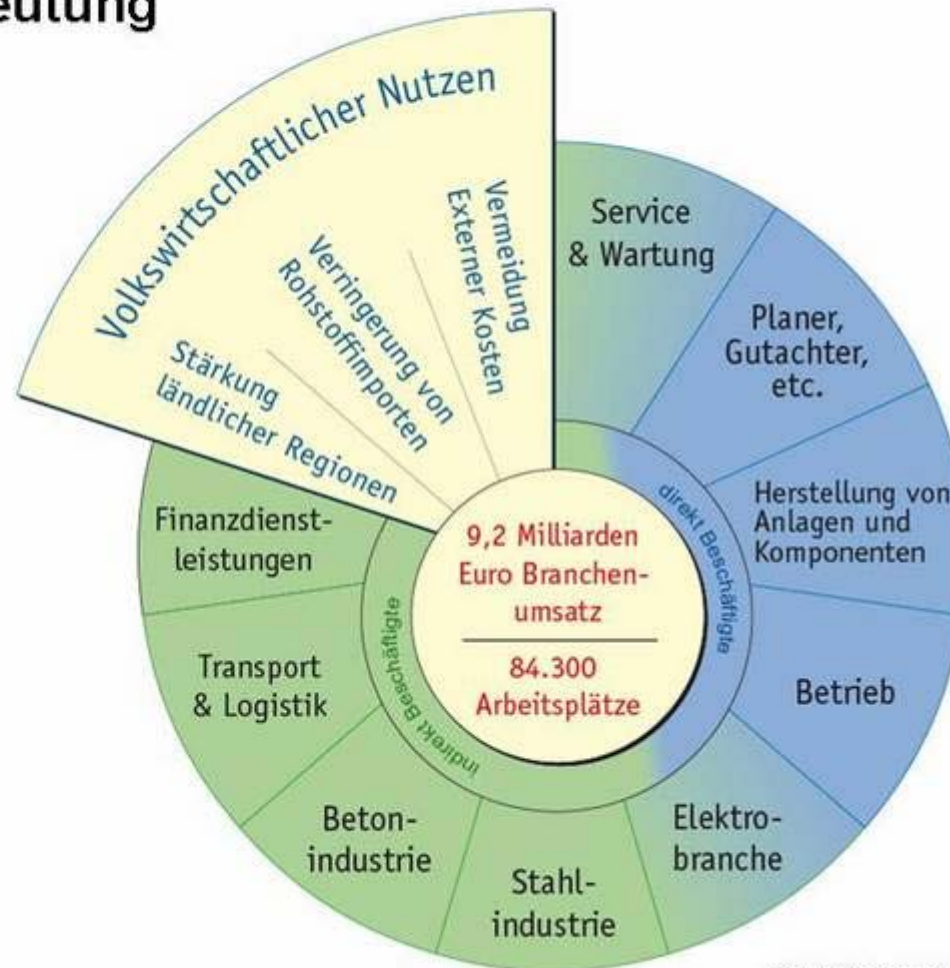 Volkswirtschaftlicher Nutzen
Vermeidung
Externer Kosten
Verringerung von
Rohstoffimporten
Stärkung
ländlicher Regionen
Service
& Wartung
Planer,
Gutachter,
etc.
Herstellung von
Anlagen und
Komponenten
Betrieb
Elektro-
branche
Stahl-
industrie
Beton-
industrie
Transport
& Logistik
Finanzdienst-
leistungen
direkt Beschäftigte
indirekt Beschäftigte
9,2 Milliarden
Euro Branchen-
umsatz
84.300
Arbeitsplätze